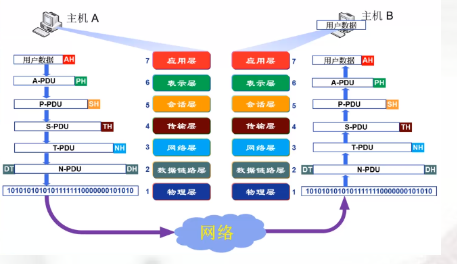 主机 A
主机 B
用户数据
用户数据 AH
7 应用层
应用层 7
用户数据 AH
A-PDU PH
6 表示层
表示层 6
A-PDU PH
P-PDU SH
5 会话层
会话层 5
P-PDU SH
S-PDU TH
4 传输层
传输层 4
S-PDU TH
T-PDU NH
3 网络层
网络层 3
T-PDU NH
DT N-PDU DH
2 数据链路层
数据链路层 2
DT N-PDU DH
10101010101011111110000000101010
1 物理层
物理层 1
10101010101011111110000000101010
网络